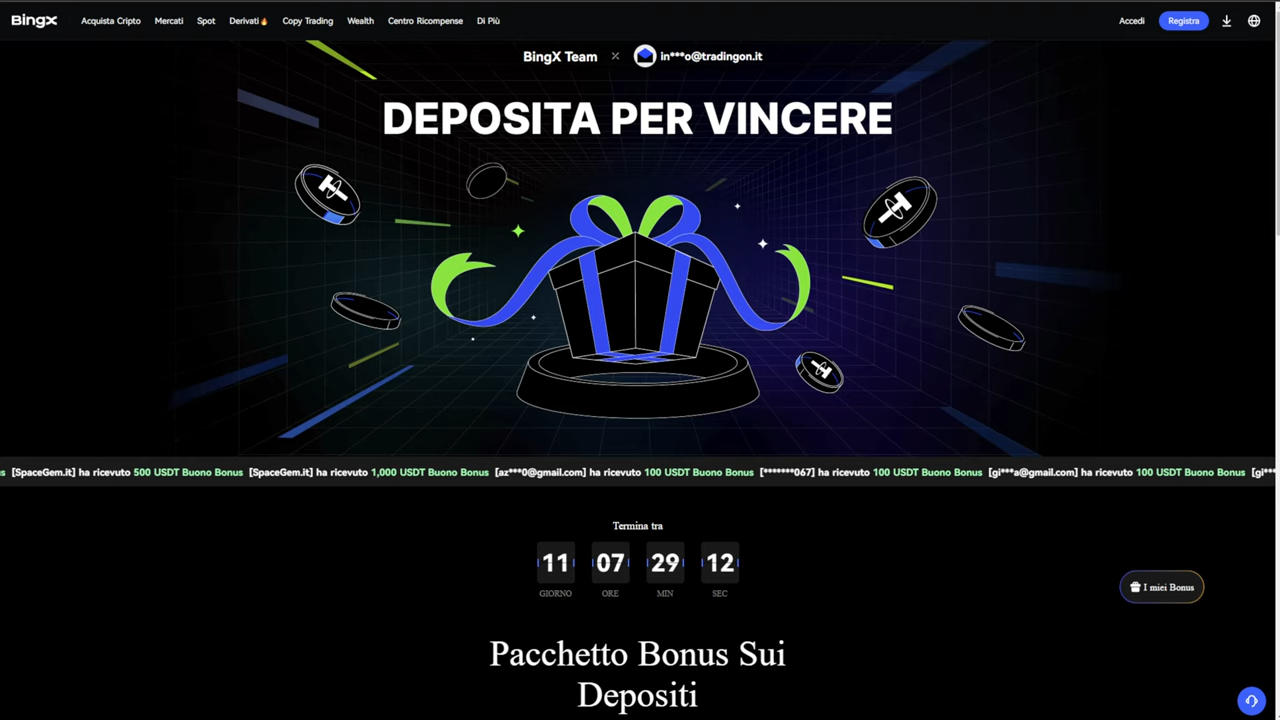 BingX Acquista Cripto Mercati Spot Derivati🔥 Copy Trading Wealth Centro Ricompense Di Più Accedi Registra
BingX Team × in***o@tradingon.it
DEPOSITA PER VINCERE
s [SpaceGem.it] ha ricevuto 500 USDT Buono Bonus [SpaceGem.it] ha ricevuto 1,000 USDT Buono Bonus [az***0@gmail.com] ha ricevuto 100 USDT Buono Bonus [*******067] ha ricevuto 100 USDT Buono Bonus [gi***a@gmail.com] ha ricevuto 100 USDT Buono Bonus [gi**
Termina tra
11 07 29 12
GIORNO ORE MIN SEC
I miei Bonus
Pacchetto Bonus Sui
Depositi